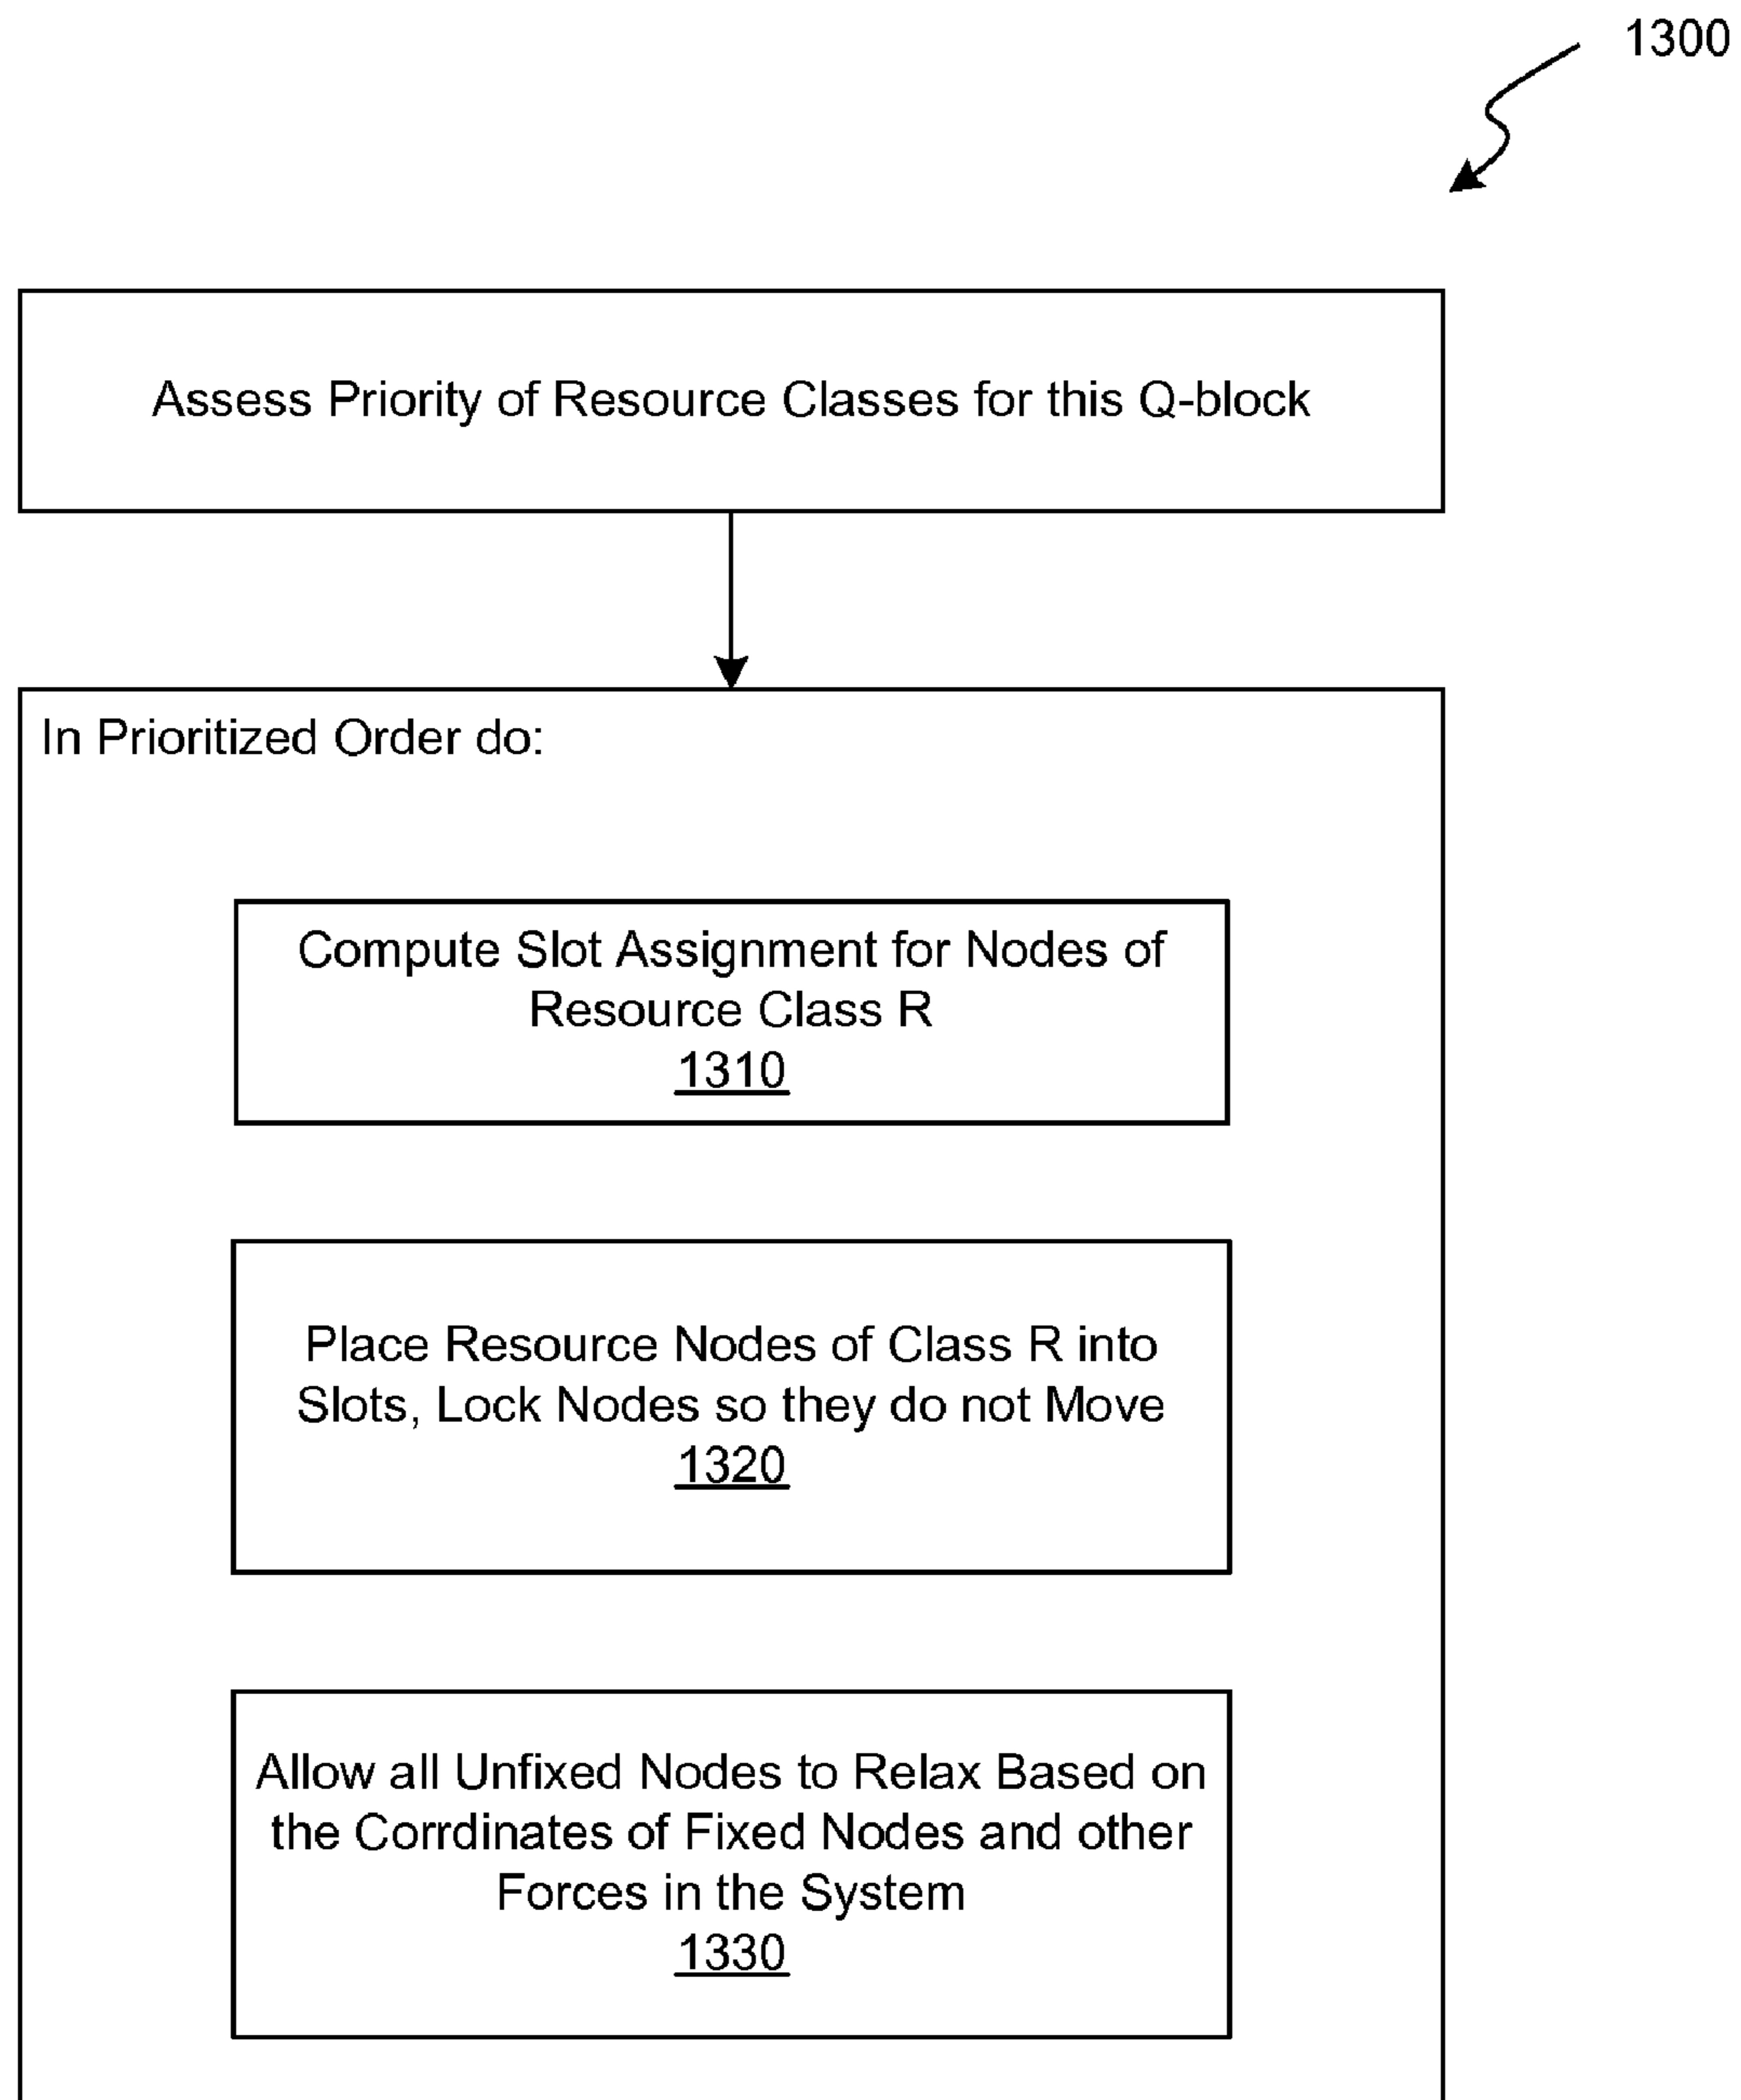 1300
Assess Priority of Resource Classes for this Q-block
In Prioritized Order do:
Compute Slot Assignment for Nodes of
Resource Class R
1310
Place Resource Nodes of Class R into
Slots, Lock Nodes so they do not Move
1320
Allow all Unfixed Nodes to Relax Based on
the Corrdinates of Fixed Nodes and other
Forces in the System
1330